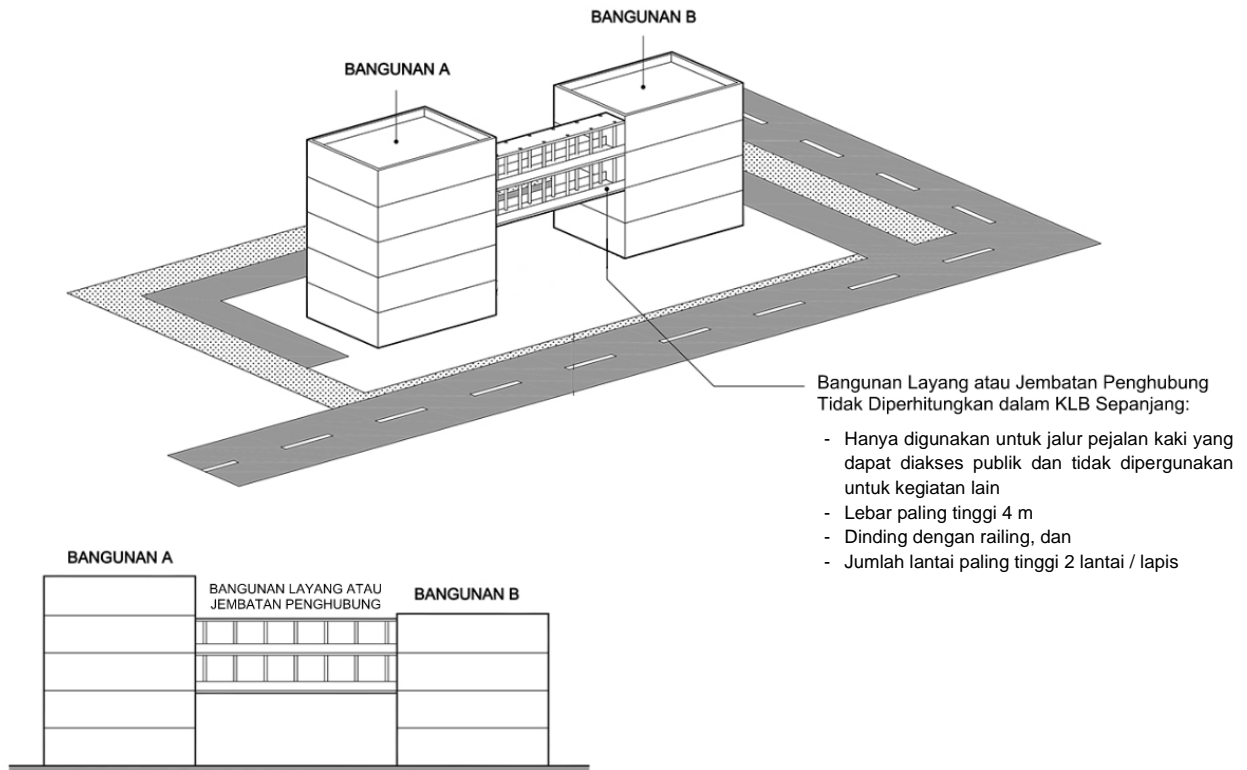 BANGUNAN B
BANGUNAN A
Bangunan Layang atau Jembatan Penghubung
Tidak Diperhitungkan dalam KLB Sepanjang:
- Hanya digunakan untuk jalur pejalan kaki yang
dapat diakses publik dan tidak dipergunakan
untuk kegiatan lain
- Lebar paling tinggi 4 m
- Dinding dengan railing, dan
- Jumlah lantai paling tinggi 2 lantai / lapis
BANGUNAN A
BANGUNAN LAYANG ATAU
JEMBATAN PENGHUBUNG
BANGUNAN B